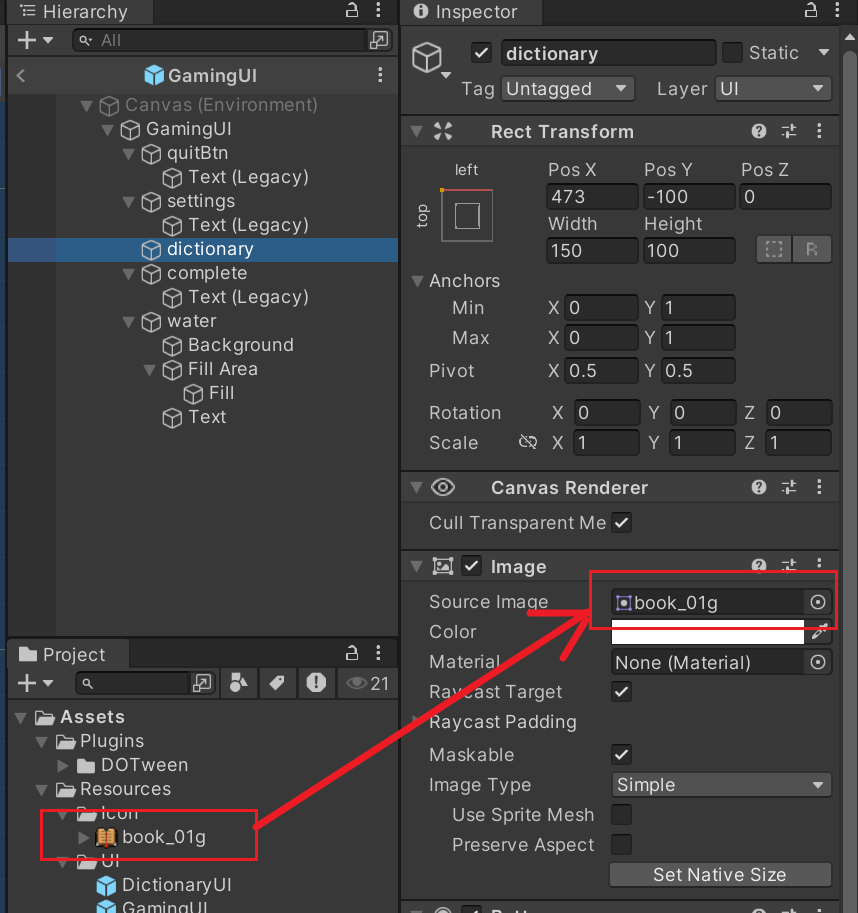 Hierarchy
All
GamingUI
Canvas (Environment)
GamingUI
quitBtn
Text (Legacy)
settings
Text (Legacy)
dictionary
complete
Text (Legacy)
water
Background
Fill Area
Fill
Text
Project
21
Assets
Plugins
DOTween
Resources
Icon
book_01g
UI
DictionaryUI
GamingUI
Inspector
dictionary
Static
Tag Untagged Layer UI
Rect Transform
left
top
Pos X Pos Y Pos Z
473 -100 0
Width Height
150 100
R
Anchors
Min X 0 Y 1
Max X 0 Y 1
Pivot X 0.5 Y 0.5
Rotation X 0 Y 0 Z 0
Scale X 1 Y 1 Z 1
Canvas Renderer
Cull Transparent Me
Image
Source Image book_01g
Color
Material None (Material)
Raycast Target
Raycast Padding
Maskable
Image Type Simple
Use Sprite Mesh
Preserve Aspect
Set Native Size